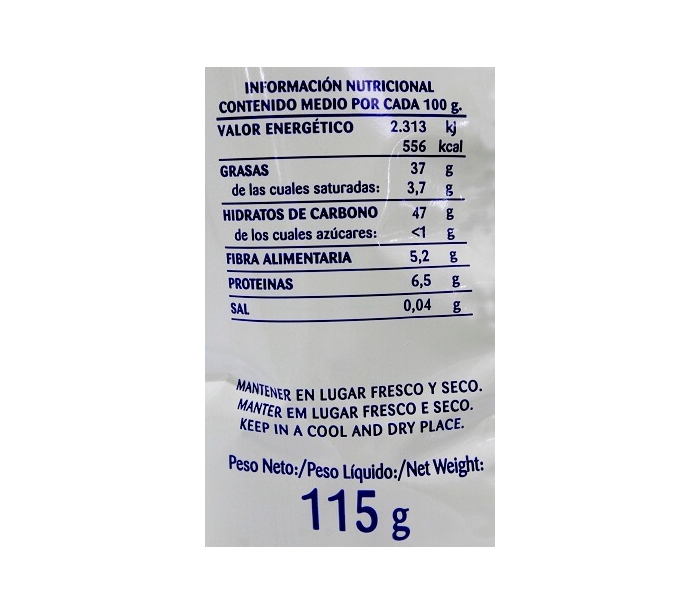 INFORMACIÓN NUTRICIONAL
CONTENIDO MEDIO POR CADA 100 g.
VALOR ENERGÉTICO 2.313 kj
556 kcal
GRASAS 37 g
de las cuales saturadas: 3,7 g
HIDRATOS DE CARBONO 47 g
de los cuales azúcares: <1 g
FIBRA ALIMENTARIA 5,2 g
PROTEINAS 6,5 g
SAL 0,04 g
MANTENER EN LUGAR FRESCO Y SECO.
MANTER EM LUGAR FRESCO E SECO.
KEEP IN A COOL AND DRY PLACE.
Peso Neto:/Peso Líquido:/Net Weight:
115 g